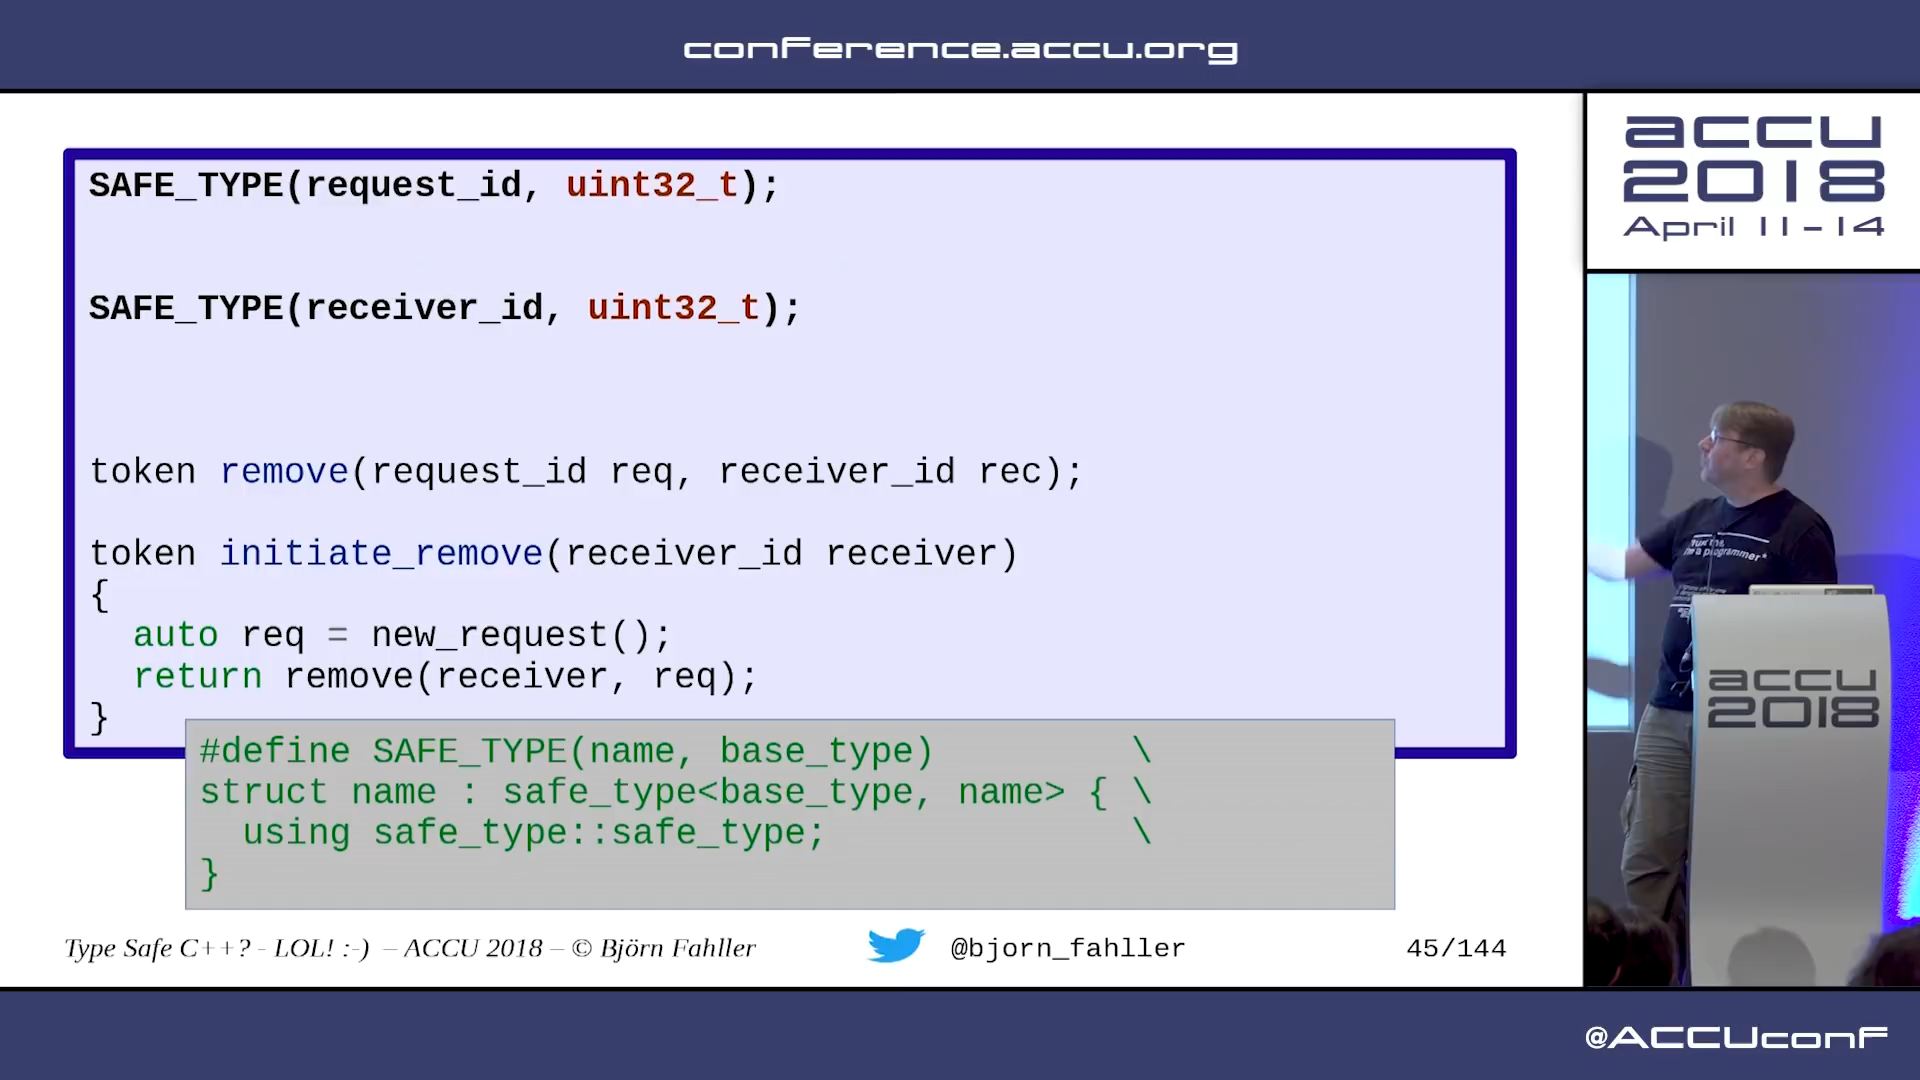 conference.accu.org
SAFE_TYPE(request_id, uint32_t);
SAFE_TYPE(receiver_id, uint32_t);
token remove(request_id req, receiver_id rec);
token initiate_remove(receiver_id receiver)
{
  auto req = new_request();
  return remove(receiver, req);
}
#define SAFE_TYPE(name, base_type) \
struct name : safe_type<base_type, name> { \
  using safe_type::safe_type; \
}
Type Safe C++? - LOL! :-) – ACCU 2018 – © Björn Fahller
@bjorn_fahller
45/144
accu
2018
April 11-14
accu
2018
@ACCUconf